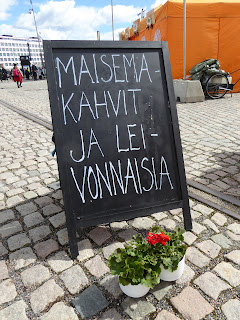 MAISEMA-
KAHVIT
JA LEI-
VONNAISIA